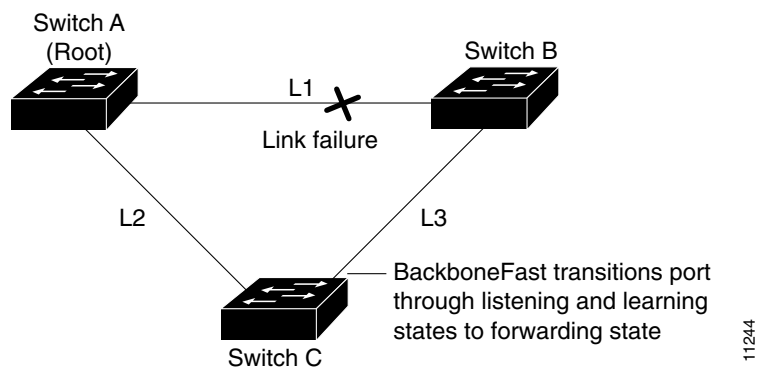 Switch A
(Root)
Switch B
L1
Link failure
L2
L3
BackboneFast transitions port
through listening and learning
states to forwarding state
Switch C
11244